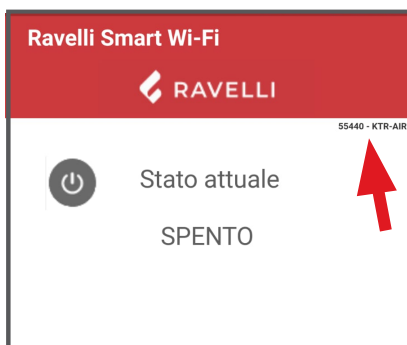 Ravelli Smart Wi-Fi
RAVELLI
55440 - KTR-AIR
Stato attuale
SPENTO